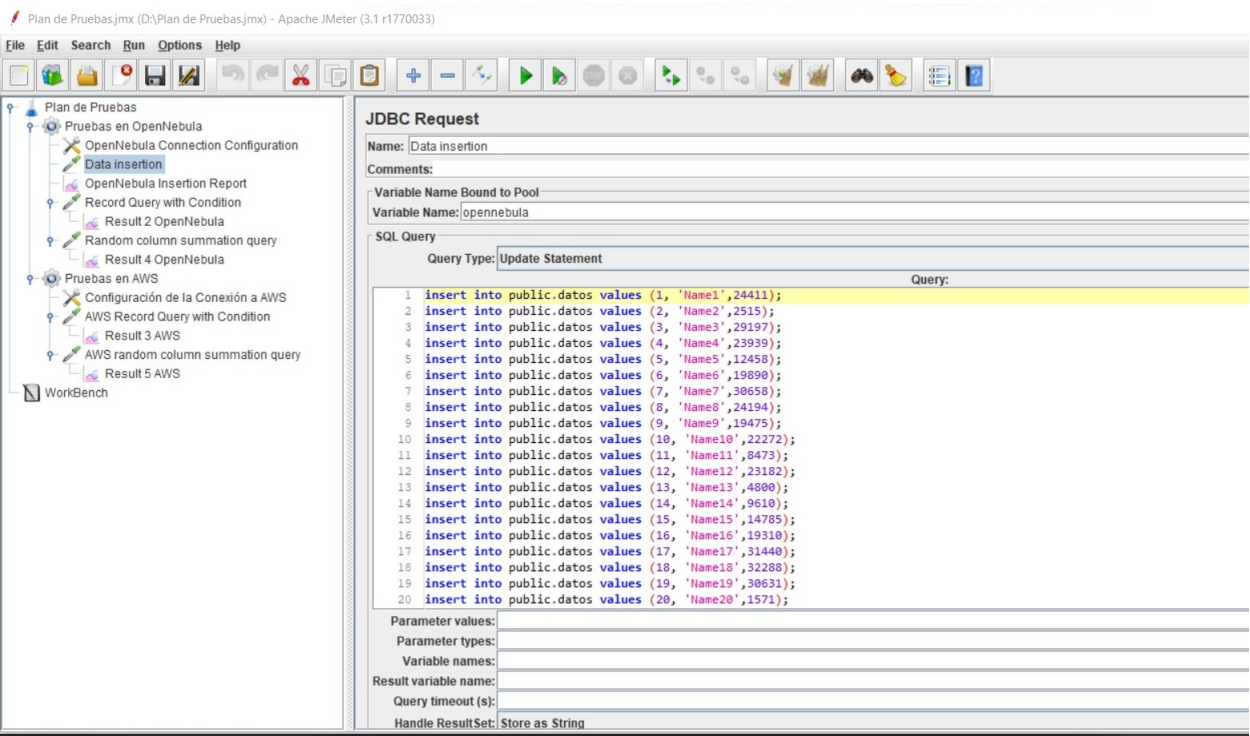 Plan de Pruebas.jmx (D:\Plan de Pruebas.jmx) - Apache JMeter (3.1 r1770033)
File Edit Search Run Options Help
Plan de Pruebas
Pruebas en OpenNebula
OpenNebula Connection Configuration
Data insertion
OpenNebula Insertion Report
Record Query with Condition
Result 2 OpenNebula
Random column summation query
Result 4 OpenNebula
Pruebas en AWS
Configuración de la Conexión a AWS
AWS Record Query with Condition
Result 3 AWS
AWS random column summation query
Result 5 AWS
WorkBench
JDBC Request
Name: Data insertion
Comments:
Variable Name Bound to Pool
Variable Name: opennebula
SQL Query
Query Type: Update Statement
Query:
1 insert into public.datos values (1, 'Name1',24411);
2 insert into public.datos values (2, 'Name2',2515);
3 insert into public.datos values (3, 'Name3',29197);
4 insert into public.datos values (4, 'Name4',23939);
5 insert into public.datos values (5, 'Name5',12458);
6 insert into public.datos values (6, 'Name6',19890);
7 insert into public.datos values (7, 'Name7',30658);
8 insert into public.datos values (8, 'Name8',24194);
9 insert into public.datos values (9, 'Name9',19475);
10 insert into public.datos values (10, 'Name10',22272);
11 insert into public.datos values (11, 'Name11',8473);
12 insert into public.datos values (12, 'Name12',23182);
13 insert into public.datos values (13, 'Name13',4800);
14 insert into public.datos values (14, 'Name14',9610);
15 insert into public.datos values (15, 'Name15',14785);
16 insert into public.datos values (16, 'Name16',19310);
17 insert into public.datos values (17, 'Name17',31440);
18 insert into public.datos values (18, 'Name18',32288);
19 insert into public.datos values (19, 'Name19',30631);
20 insert into public.datos values (20, 'Name20',1571);
Parameter values:
Parameter types:
Variable names:
Result variable name:
Query timeout (s):
Handle ResultSet: Store as String